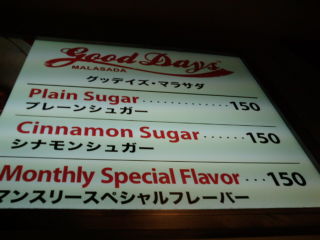 Good Days
MALASADA
グッデイズ・マラサダ
Plain Sugar············150
プレーンシュガー
Cinnamon Sugar······150
シナモンシュガー
Monthly Special Flavor···150
マンスリースペシャルフレーバー